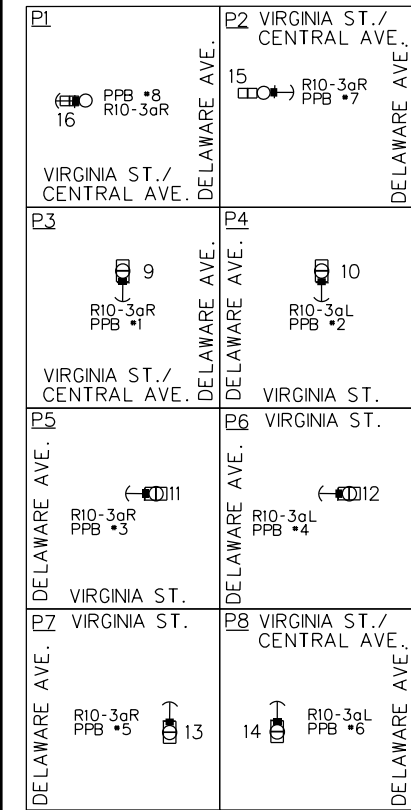 P1
PPB #8
R10-3aR
16
VIRGINIA ST./
CENTRAL AVE.
DELAWARE AVE.
P2 VIRGINIA ST./
CENTRAL AVE.
15
R10-3aR
PPB #7
DELAWARE AVE.
P3
9
R10-3aR
PPB #1
VIRGINIA ST./
CENTRAL AVE.
DELAWARE AVE.
P4
10
R10-3aL
PPB #2
DELAWARE AVE.
VIRGINIA ST.
P5
11
R10-3aR
PPB #3
DELAWARE AVE.
VIRGINIA ST.
P6 VIRGINIA ST.
12
R10-3aL
PPB #4
DELAWARE AVE.
P7 VIRGINIA ST.
R10-3aR
PPB #5
13
DELAWARE AVE.
P8 VIRGINIA ST./
CENTRAL AVE.
14
R10-3aL
PPB #6
DELAWARE AVE.